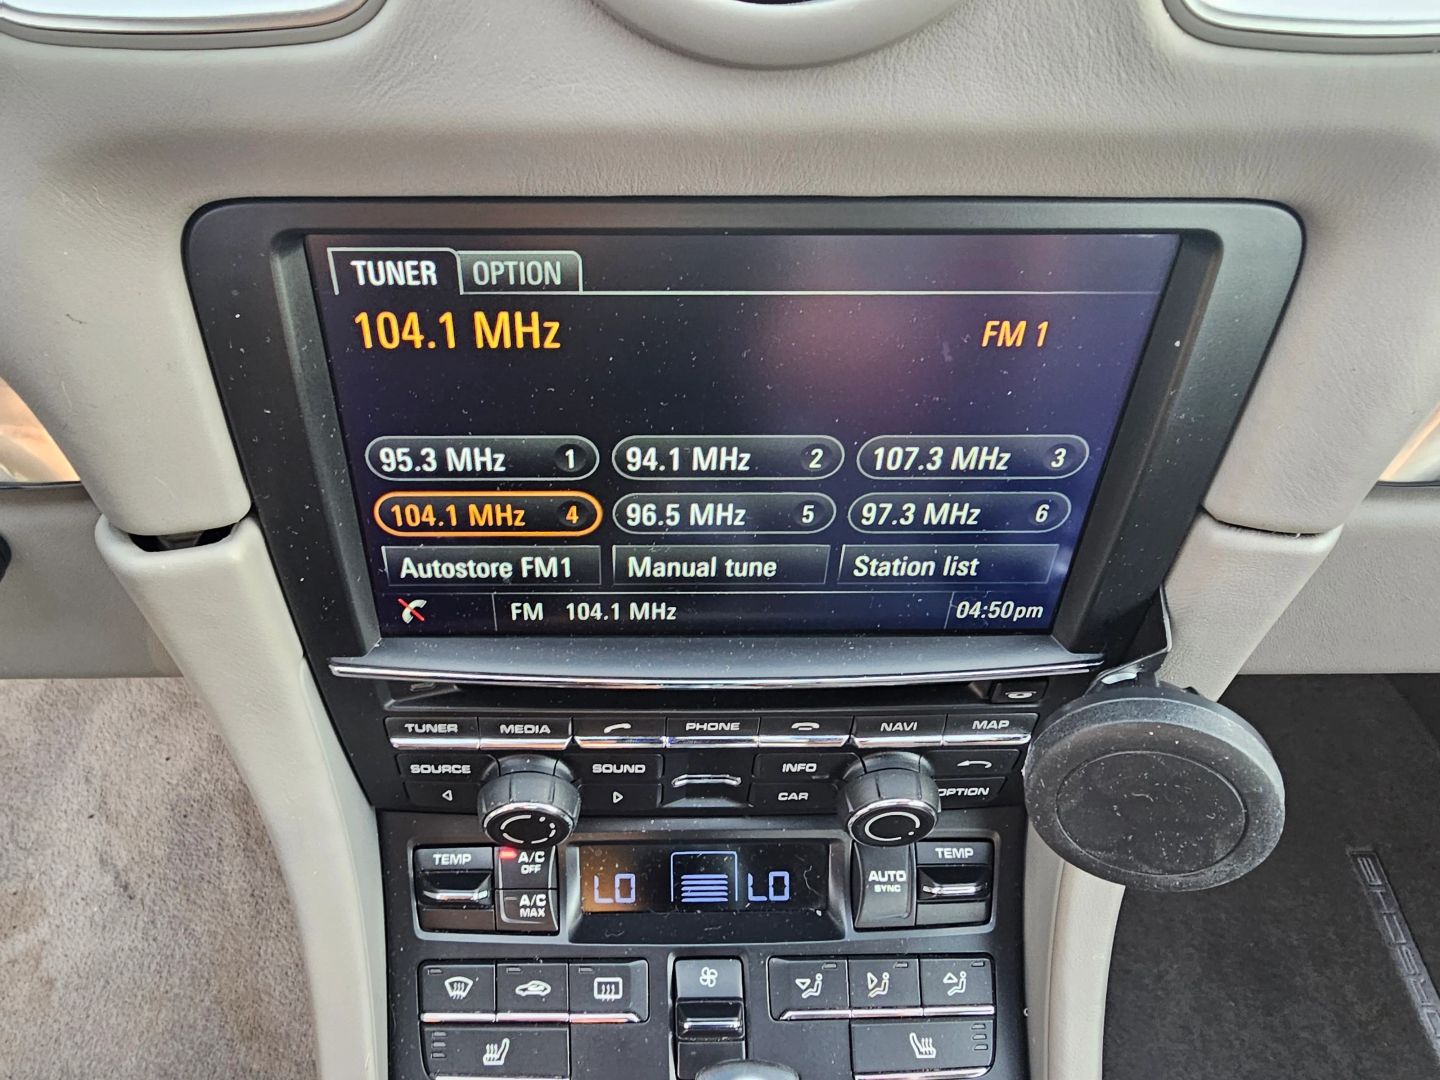 TUNER OPTION
104.1 MHz FM 1
95.3 MHz 1 94.1 MHz 2 107.3 MHz 3
104.1 MHz 4 96.5 MHz 5 97.3 MHz 6
Autostore FM1 Manual tune Station list
FM 104.1 MHz 04:50pm
TUNER MEDIA PHONE NAVI MAP
SOURCE SOUND INFO
CAR OPTION
TEMP A/C OFF LO LO AUTO SYNC TEMP
A/C MAX
PORSCHE